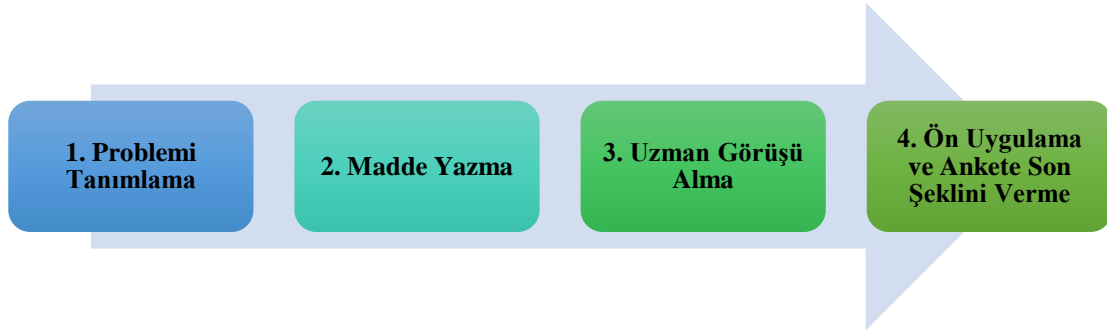 1. Problemi
Tanımlama
2. Madde Yazma
3. Uzman Görüşü
Alma
4. Ön Uygulama
ve Ankete Son
Şeklini Verme